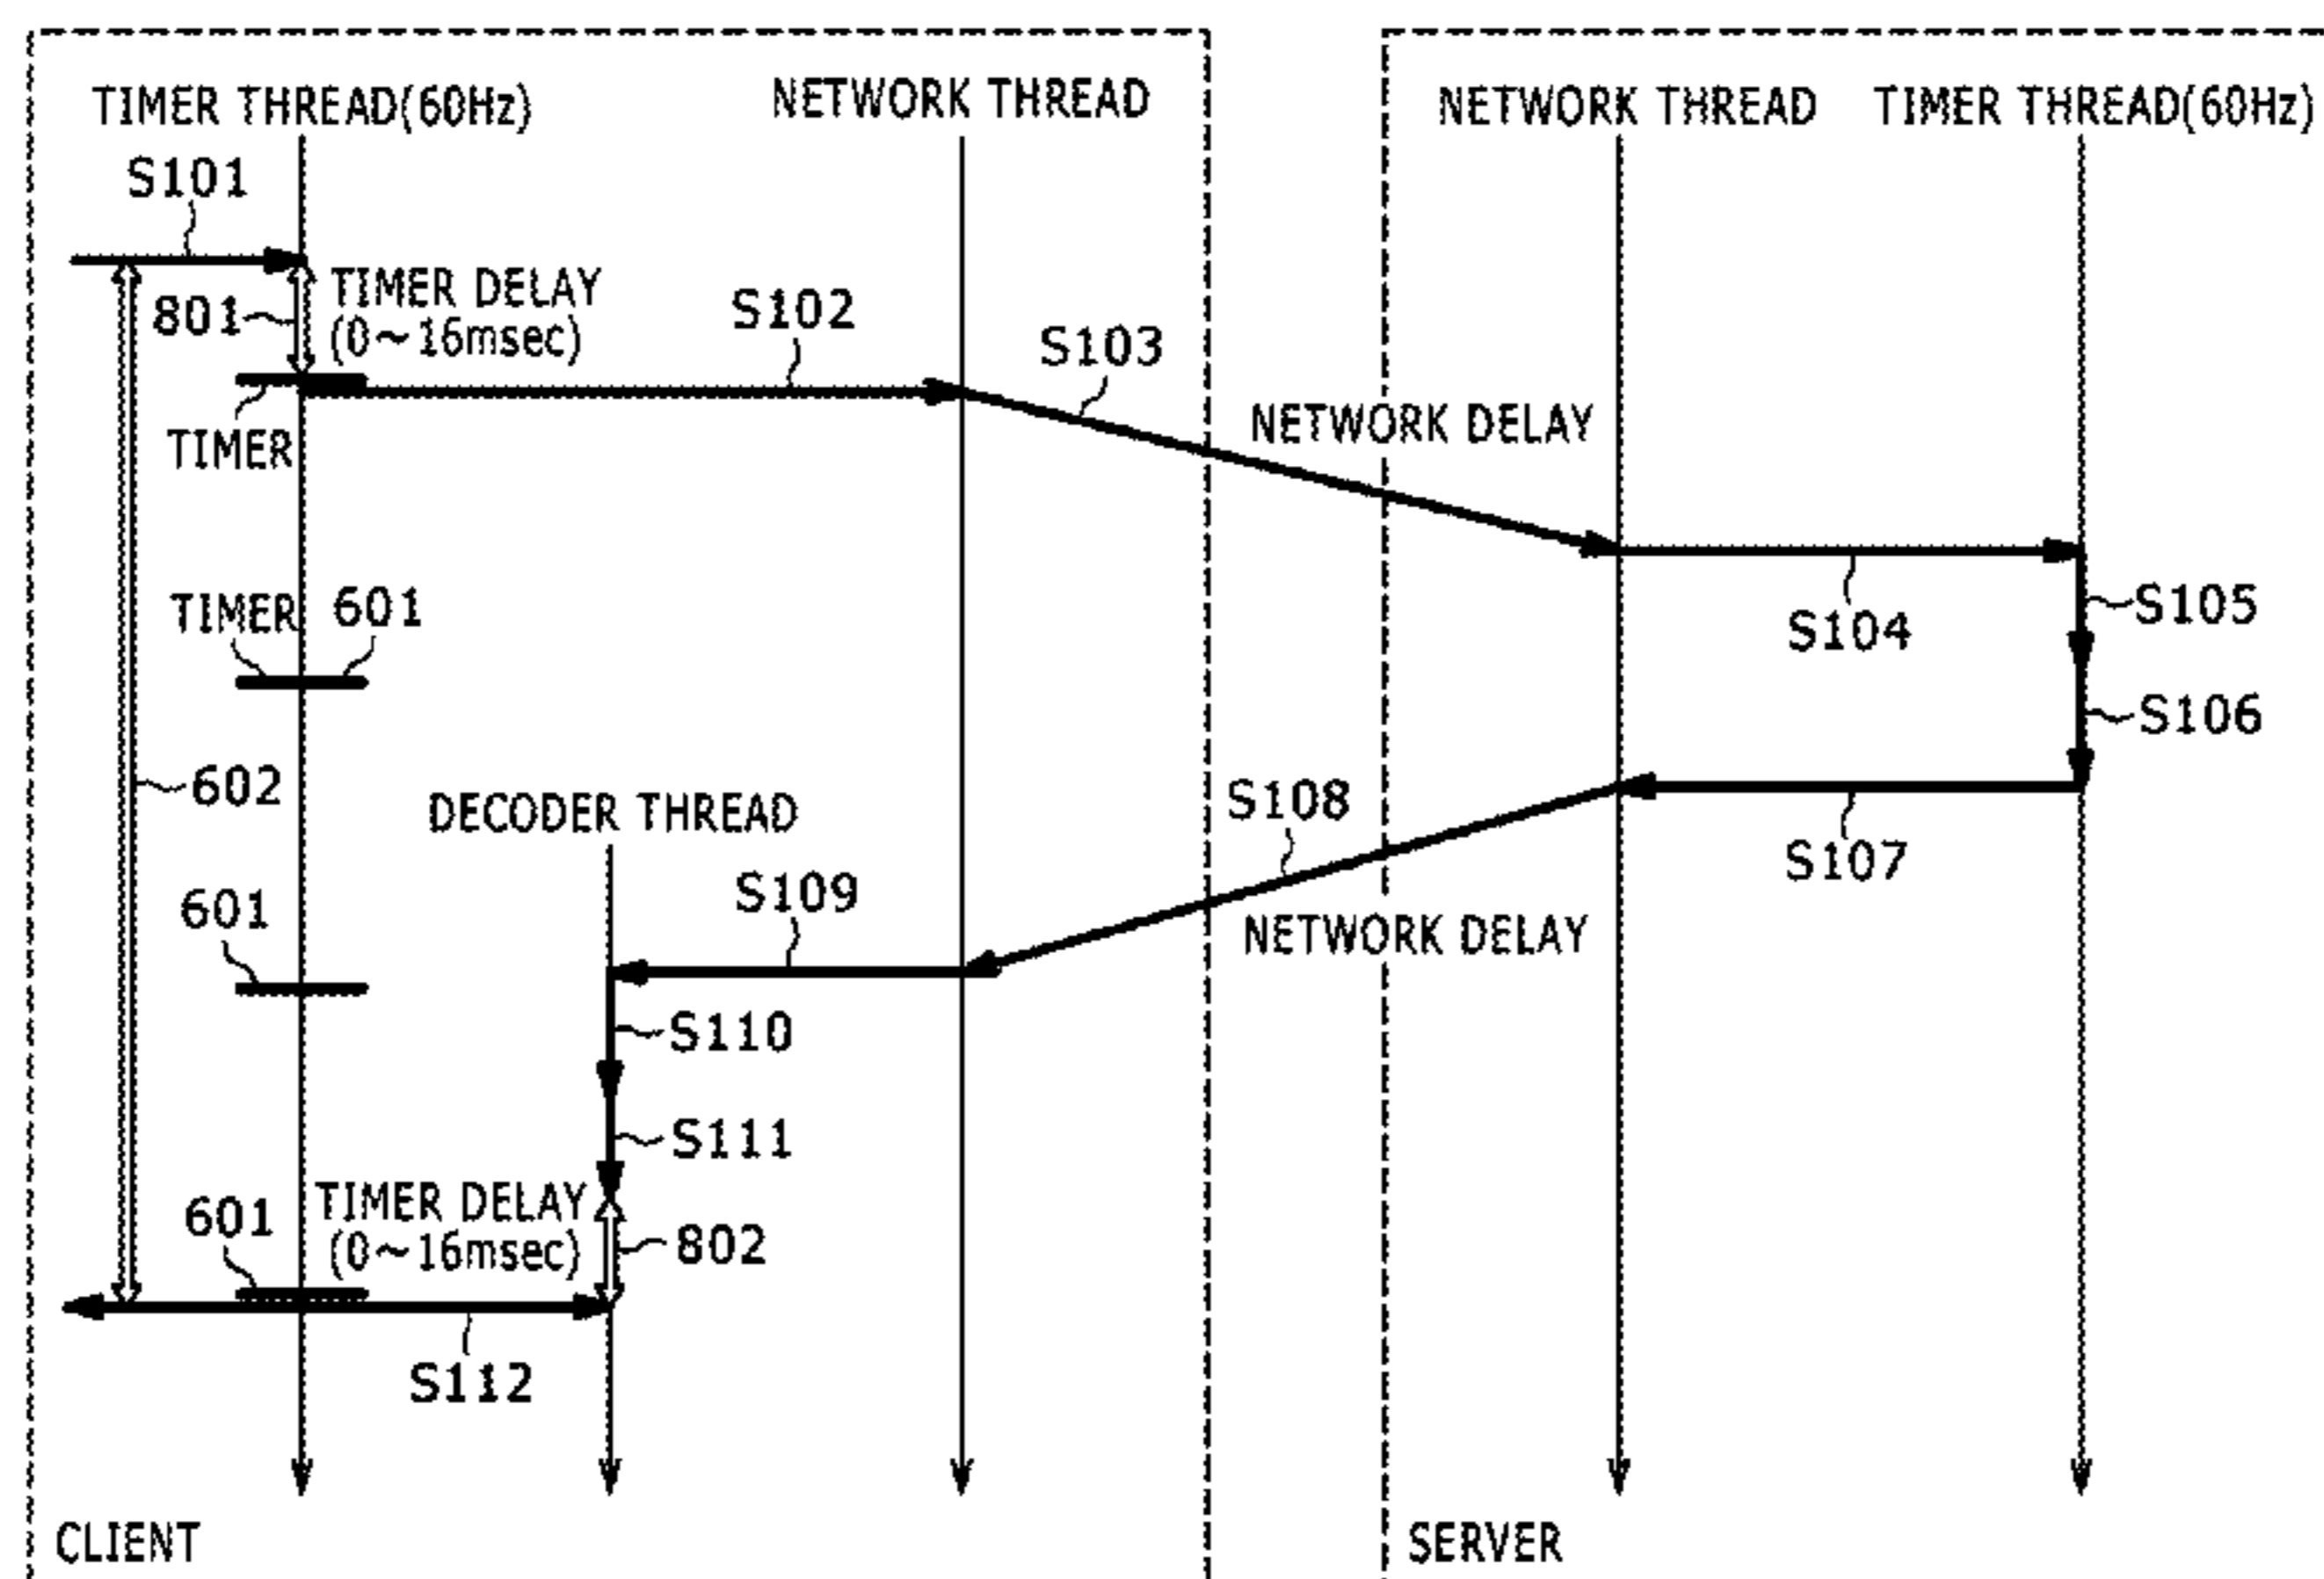 TIMER THREAD(60Hz)
NETWORK THREAD
NETWORK THREAD
TIMER THREAD(60Hz)
S101
801
TIMER DELAY
(0~16msec)
S102
S103
NETWORK DELAY
TIMER
TIMER
601
S104
S105
S106
602
DECODER THREAD
S108
S107
601
S109
NETWORK DELAY
S110
S111
601
TIMER DELAY
(0~16msec)
802
S112
CLIENT
SERVER